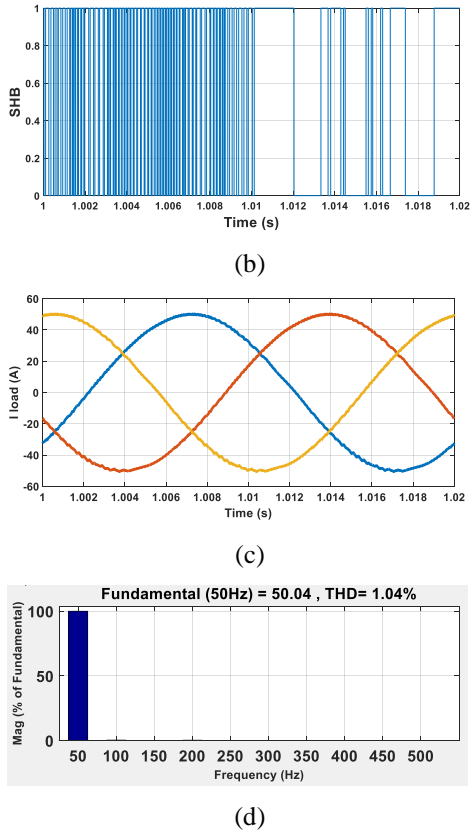 1
0.8
0.6
0.4
0.2
0
SHB
1 1.002 1.004 1.006 1.008 1.01 1.012 1.014 1.016 1.018 1.02
Time (s)
(b)
60
40
20
0
-20
-40
-60
I load (A)
1 1.002 1.004 1.006 1.008 1.01 1.012 1.014 1.016 1.018 1.02
Time (s)
(c)
Fundamental (50Hz) = 50.04 , THD= 1.04%
100
50
0
Mag (% of Fundamental)
50 100 150 200 250 300 350 400 450 500
Frequency (Hz)
(d)